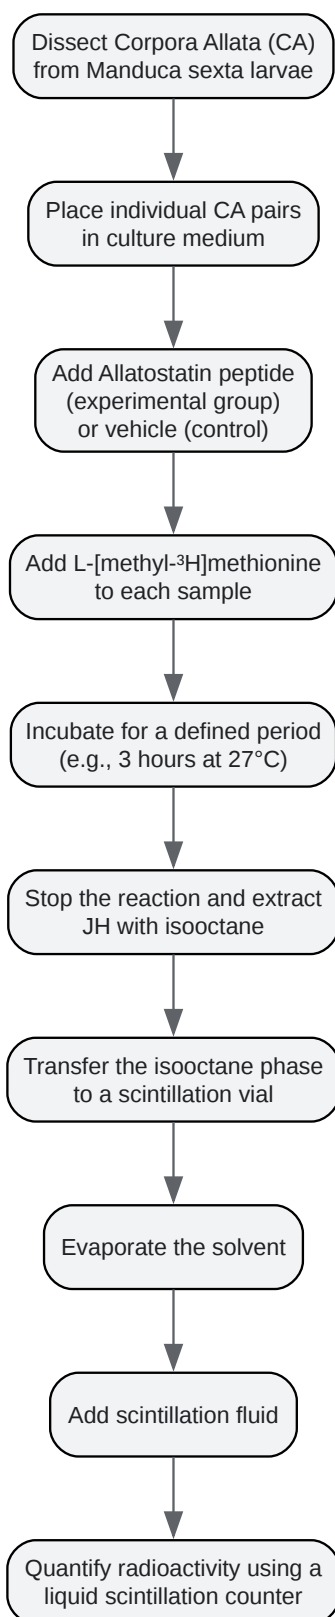 Dissect Corpora Allata (CA)
from Manduca sexta larvae
Place individual CA pairs
in culture medium
Add Allatostatin peptide
(experimental group)
or vehicle (control)
Add L-[methyl-³H]methionine
to each sample
Incubate for a defined period
(e.g., 3 hours at 27°C)
Stop the reaction and extract
JH with isooctane
Transfer the isooctane phase
to a scintillation vial
Evaporate the solvent
Add scintillation fluid
Quantify radioactivity using a
liquid scintillation counter